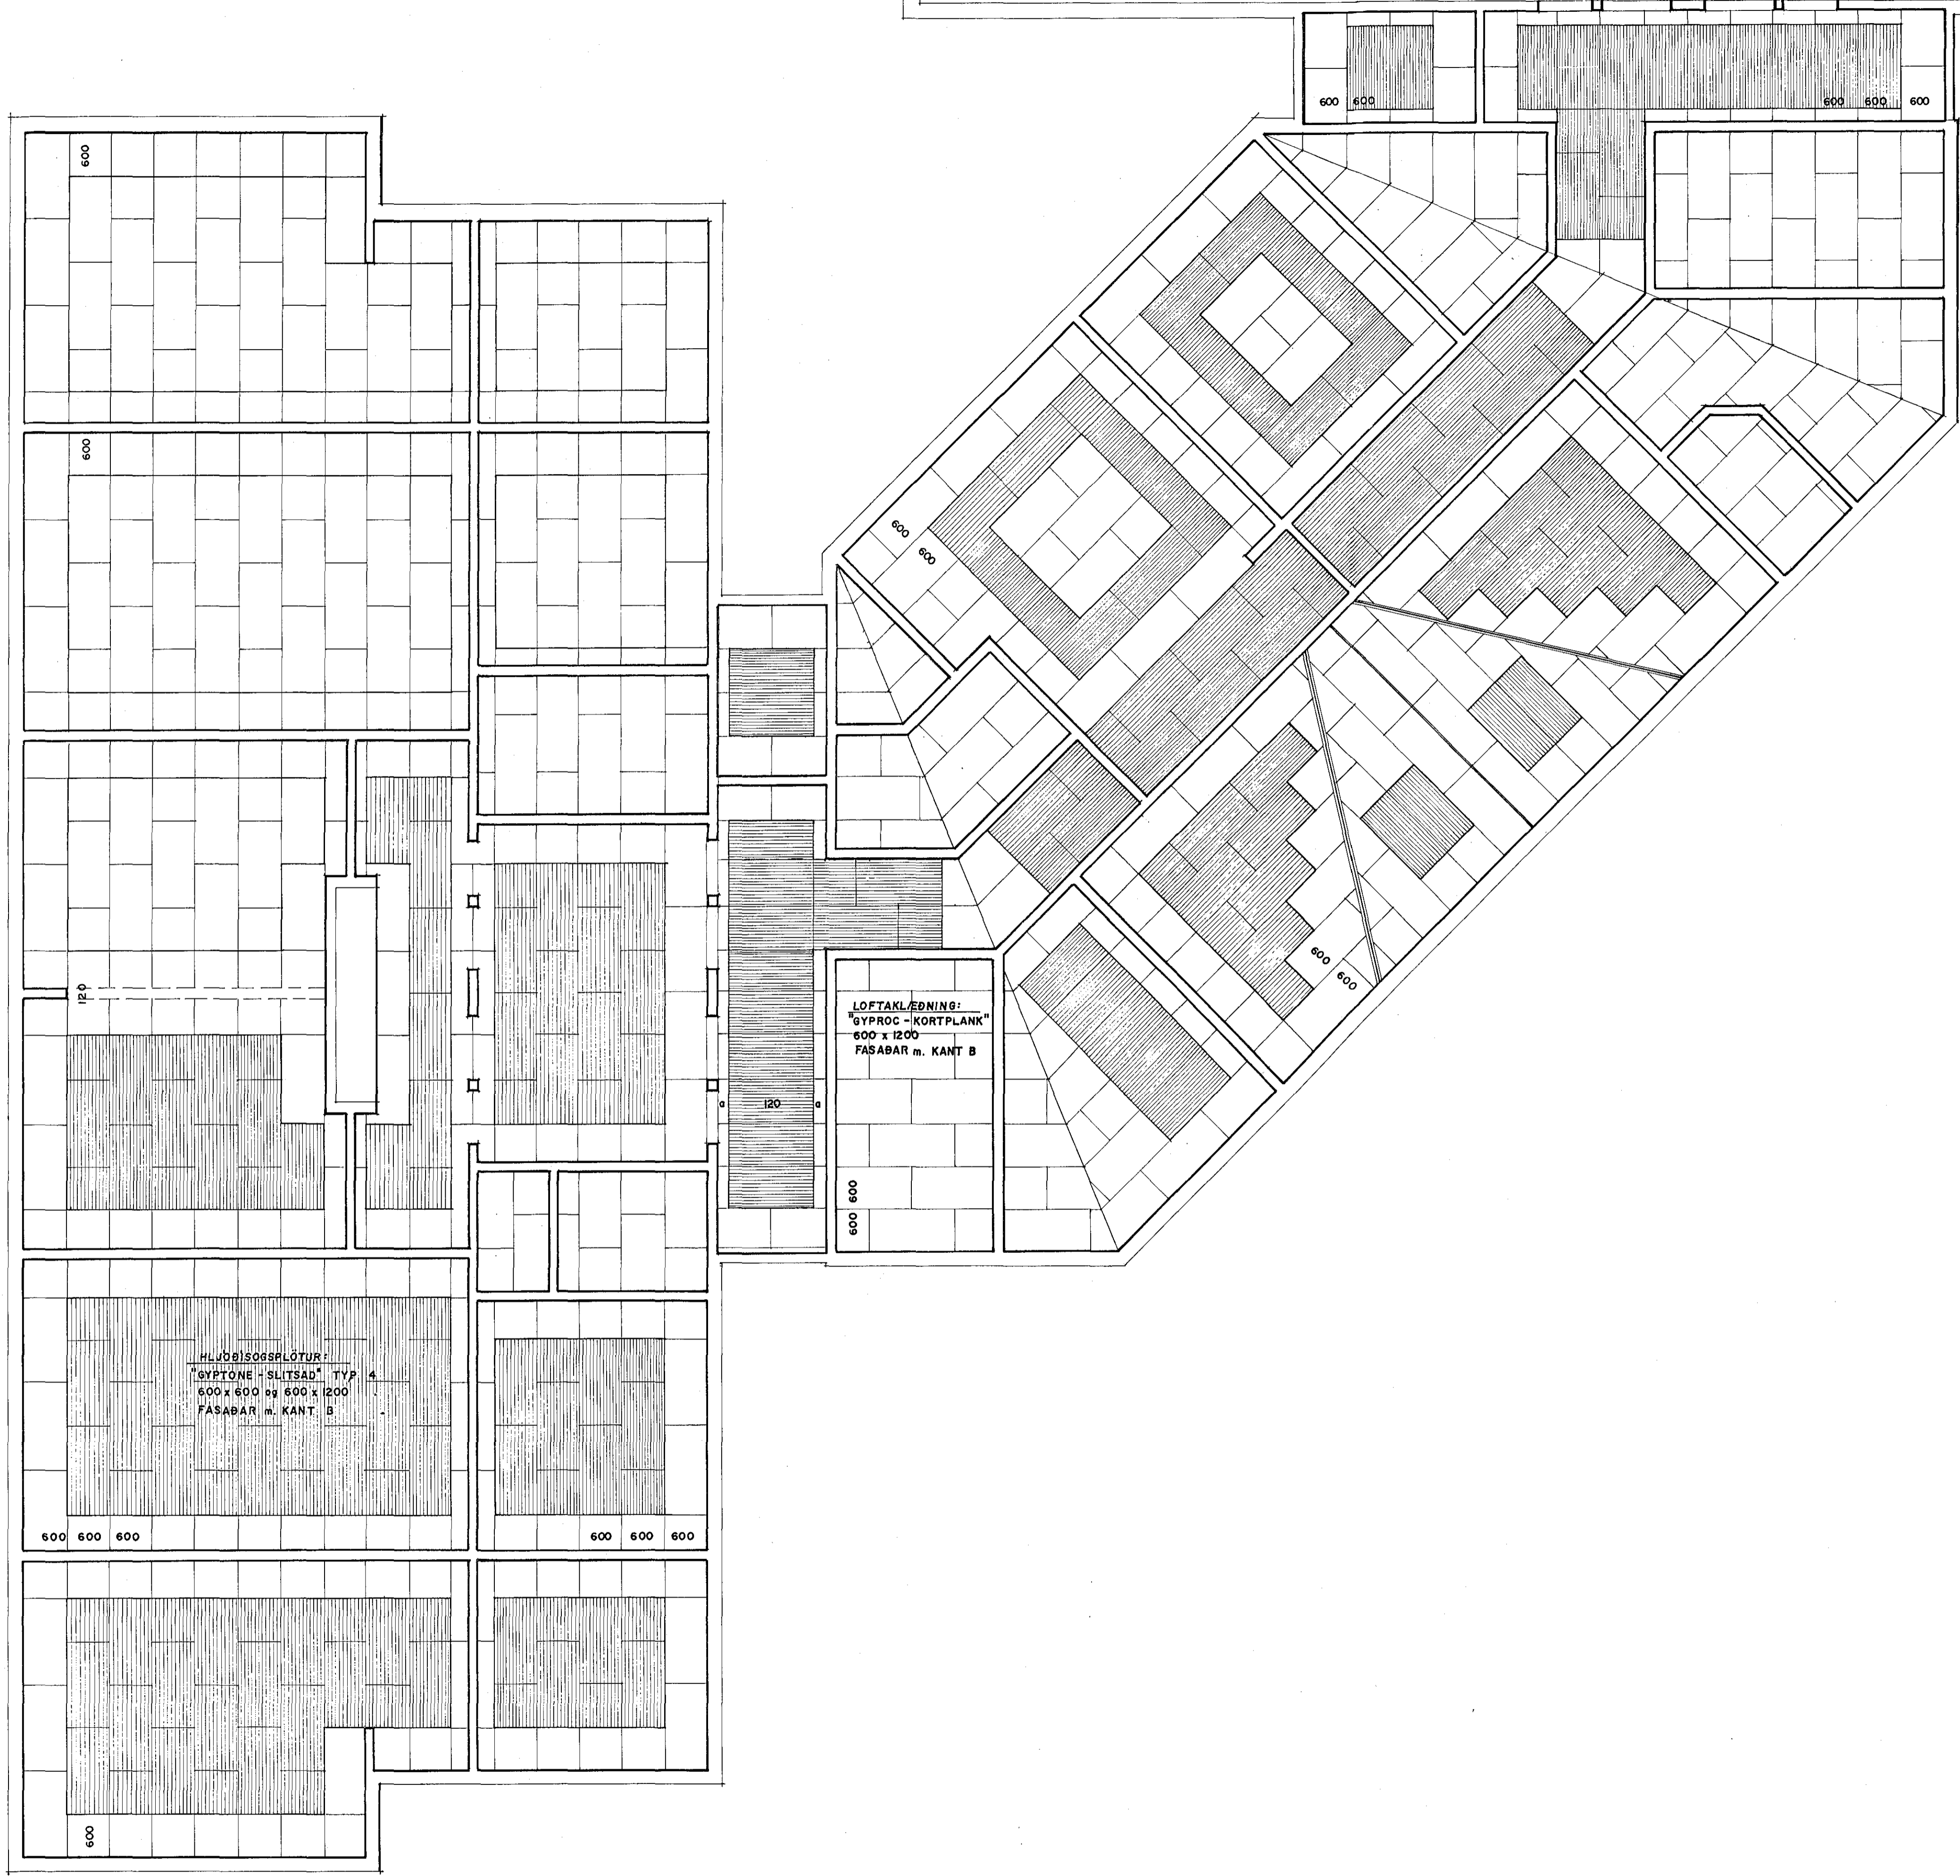 600 600
600 600 600
600
600
600
600
120
LOFTAKLÆÐNING:
"GYPROC - KORTPLANK"
600 x 1200
FASAÐAR m. KANT B
a 120 a
600 600
600
600
HLJÓÐÍSOGSPLÖTUR:
"GYPTONE - SLITSAD" TYP 4
600 x 600 og 600 x 1200
FASAÐAR m. KANT B
600 600 600
600 600 600
600 600
600